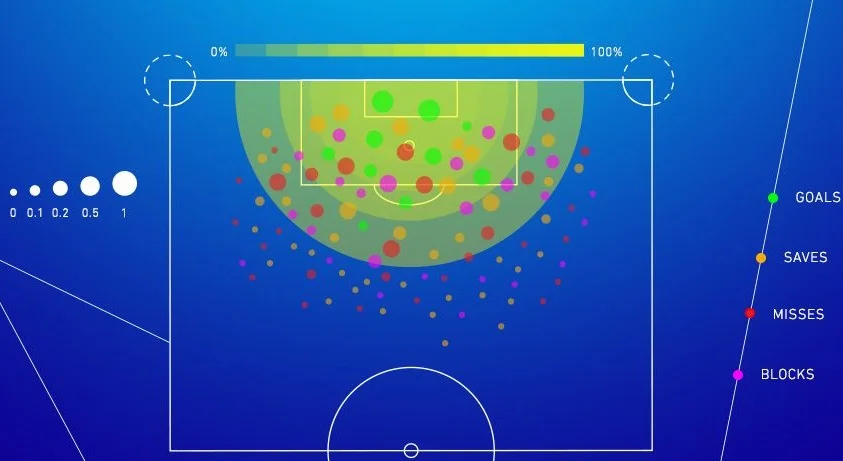 0% 100%
0 0.1 0.2 0.5 1
GOALS
SAVES
MISSES
BLOCKS